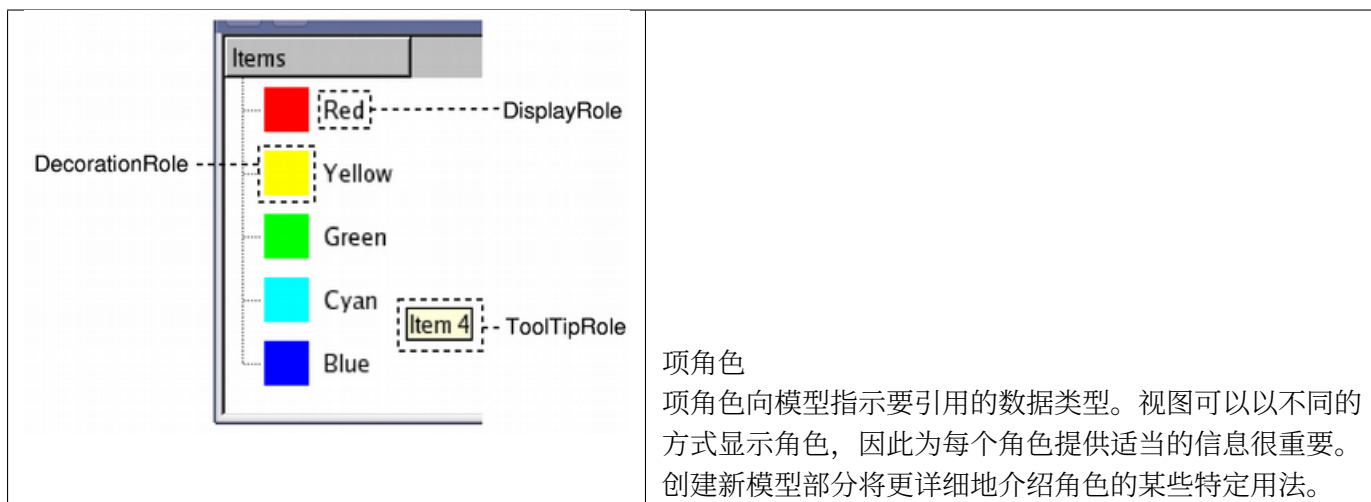 Items
Red
DisplayRole
DecorationRole
Yellow
Green
Cyan
Item 4
ToolTipRole
Blue
项角色
项角色向模型指示要引用的数据类型。视图可以以不同的
方式显示角色，因此为每个角色提供适当的信息很重要。
创建新模型部分将更详细地介绍角色的某些特定用法。